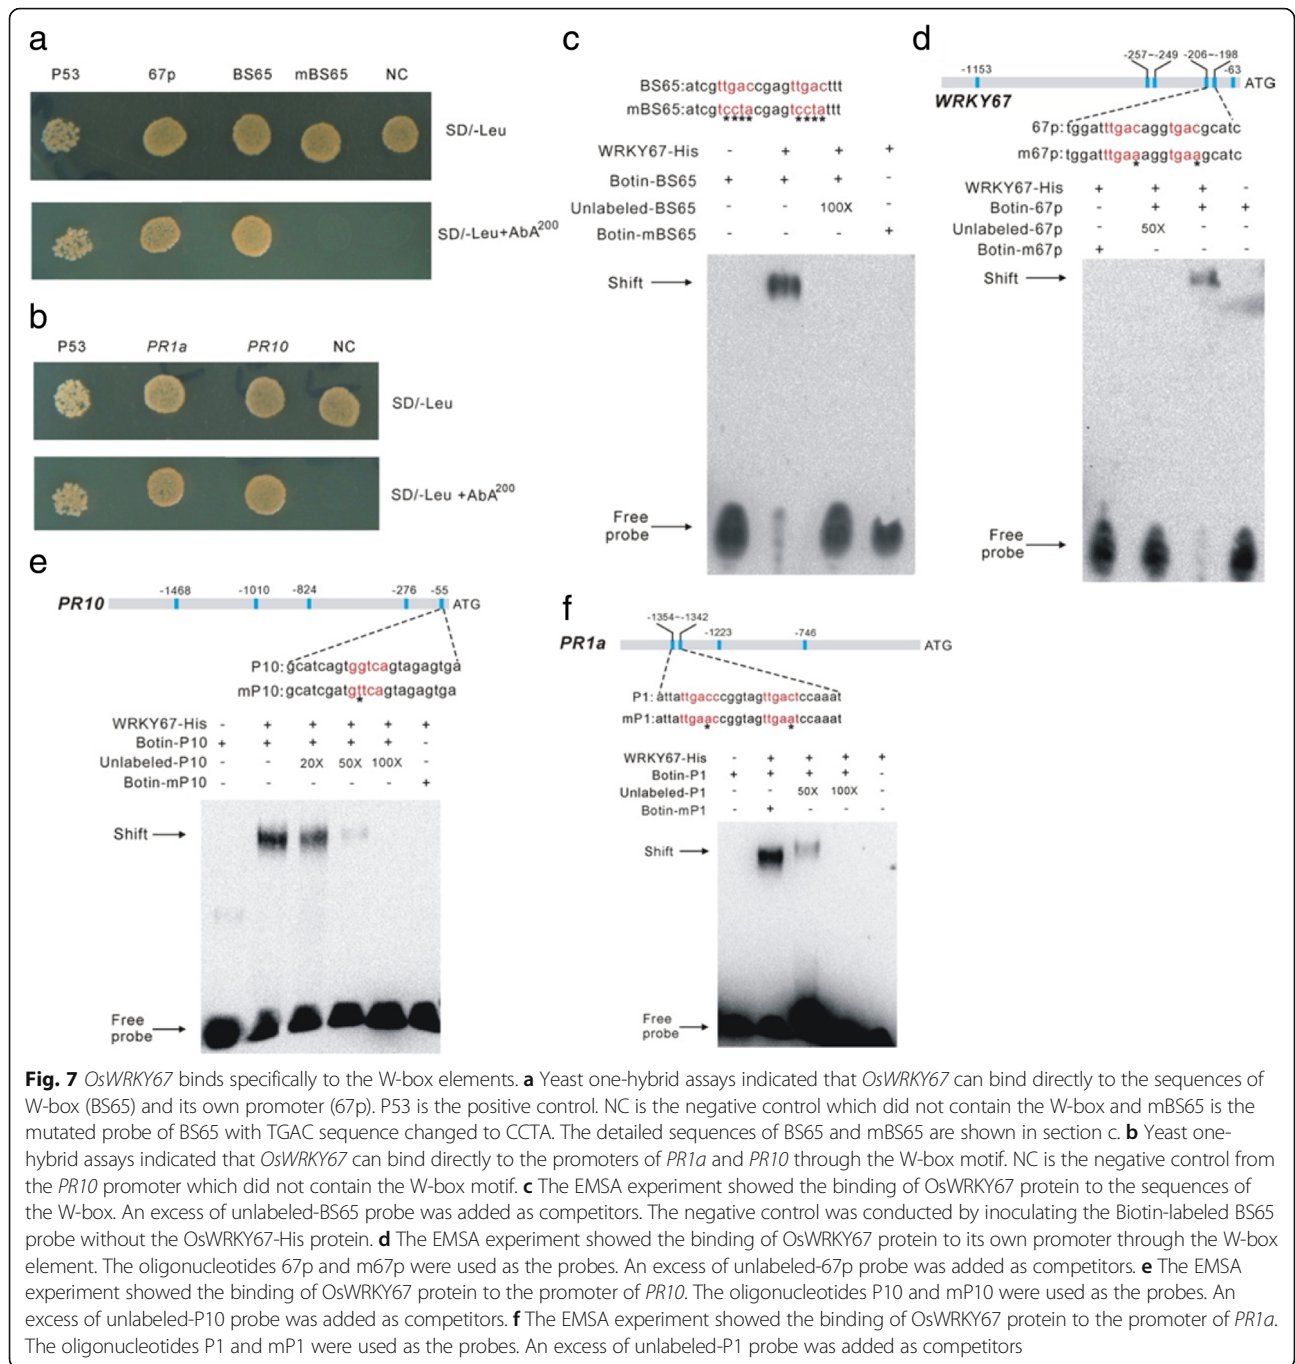 a
P53 67p BS65 mBS65 NC
SD/-Leu
SD/-Leu+AbA200
b
P53 PR1a PR10 NC
SD/-Leu
SD/-Leu +AbA200
c
BS65:atcgttgaccgagttgactttt
mBS65:atcgtcctacgagtcctattt
**** ****
WRKY67-His - + + +
Botin-BS65 + + + -
Unlabeled-BS65 - - 100X -
Botin-mBS65 - - - +
Shift
Free
probe
d
-1153 -257~-249 -206~-198 -63
WRKY67 ATG
67p:tggatttgacaggtgacgcatc
m67p:tggatttgaaaggtgaagcatc
* *
WRKY67-His + + + -
Botin-67p - + + +
Unlabeled-67p - 50X - -
Botin-m67p + - - -
Shift
Free
probe
e
-1468 -1010 -824 -276 -55
PR10 ATG
P10:gcatcagtggtcagtagagtga
mP10:gcatcgatgttcagtagagtga
*
WRKY67-His - + + + + +
Botin-P10 + + + + + -
Unlabeled-P10 - - 20X 50X 100X -
Botin-mP10 - - - - - +
Shift
Free
probe
f
-1354~-1342 -1223 -746
PR1a ATG
P1:attattgacccggtagttgactccaaat
mP1:attattgaaccggtagttgaatccaaat
* *
WRKY67-His - + + + +
Botin-P1 + + + + -
Unlabeled-P1 - - 50X 100X -
Botin-mP1 - + - - -
Shift
Free
probe
Fig. 7 OsWRKY67 binds specifically to the W-box elements. a Yeast one-hybrid assays indicated that OsWRKY67 can bind directly to the sequences of
W-box (BS65) and its own promoter (67p). P53 is the positive control. NC is the negative control which did not contain the W-box and mBS65 is the
mutated probe of BS65 with TGAC sequence changed to CCTA. The detailed sequences of BS65 and mBS65 are shown in section c. b Yeast one-
hybrid assays indicated that OsWRKY67 can bind directly to the promoters of PR1a and PR10 through the W-box motif. NC is the negative control from
the PR10 promoter which did not contain the W-box motif. c The EMSA experiment showed the binding of OsWRKY67 protein to the sequences of
the W-box. An excess of unlabeled-BS65 probe was added as competitors. The negative control was conducted by inoculating the Biotin-labeled BS65
probe without the OsWRKY67-His protein. d The EMSA experiment showed the binding of OsWRKY67 protein to its own promoter through the W-box
element. The oligonucleotides 67p and m67p were used as the probes. An excess of unlabeled-67p probe was added as competitors. e The EMSA
experiment showed the binding of OsWRKY67 protein to the promoter of PR10. The oligonucleotides P10 and mP10 were used as the probes. An
excess of unlabeled-P10 probe was added as competitors. f The EMSA experiment showed the binding of OsWRKY67 protein to the promoter of PR1a.
The oligonucleotides P1 and mP1 were used as the probes. An excess of unlabeled-P1 probe was added as competitors